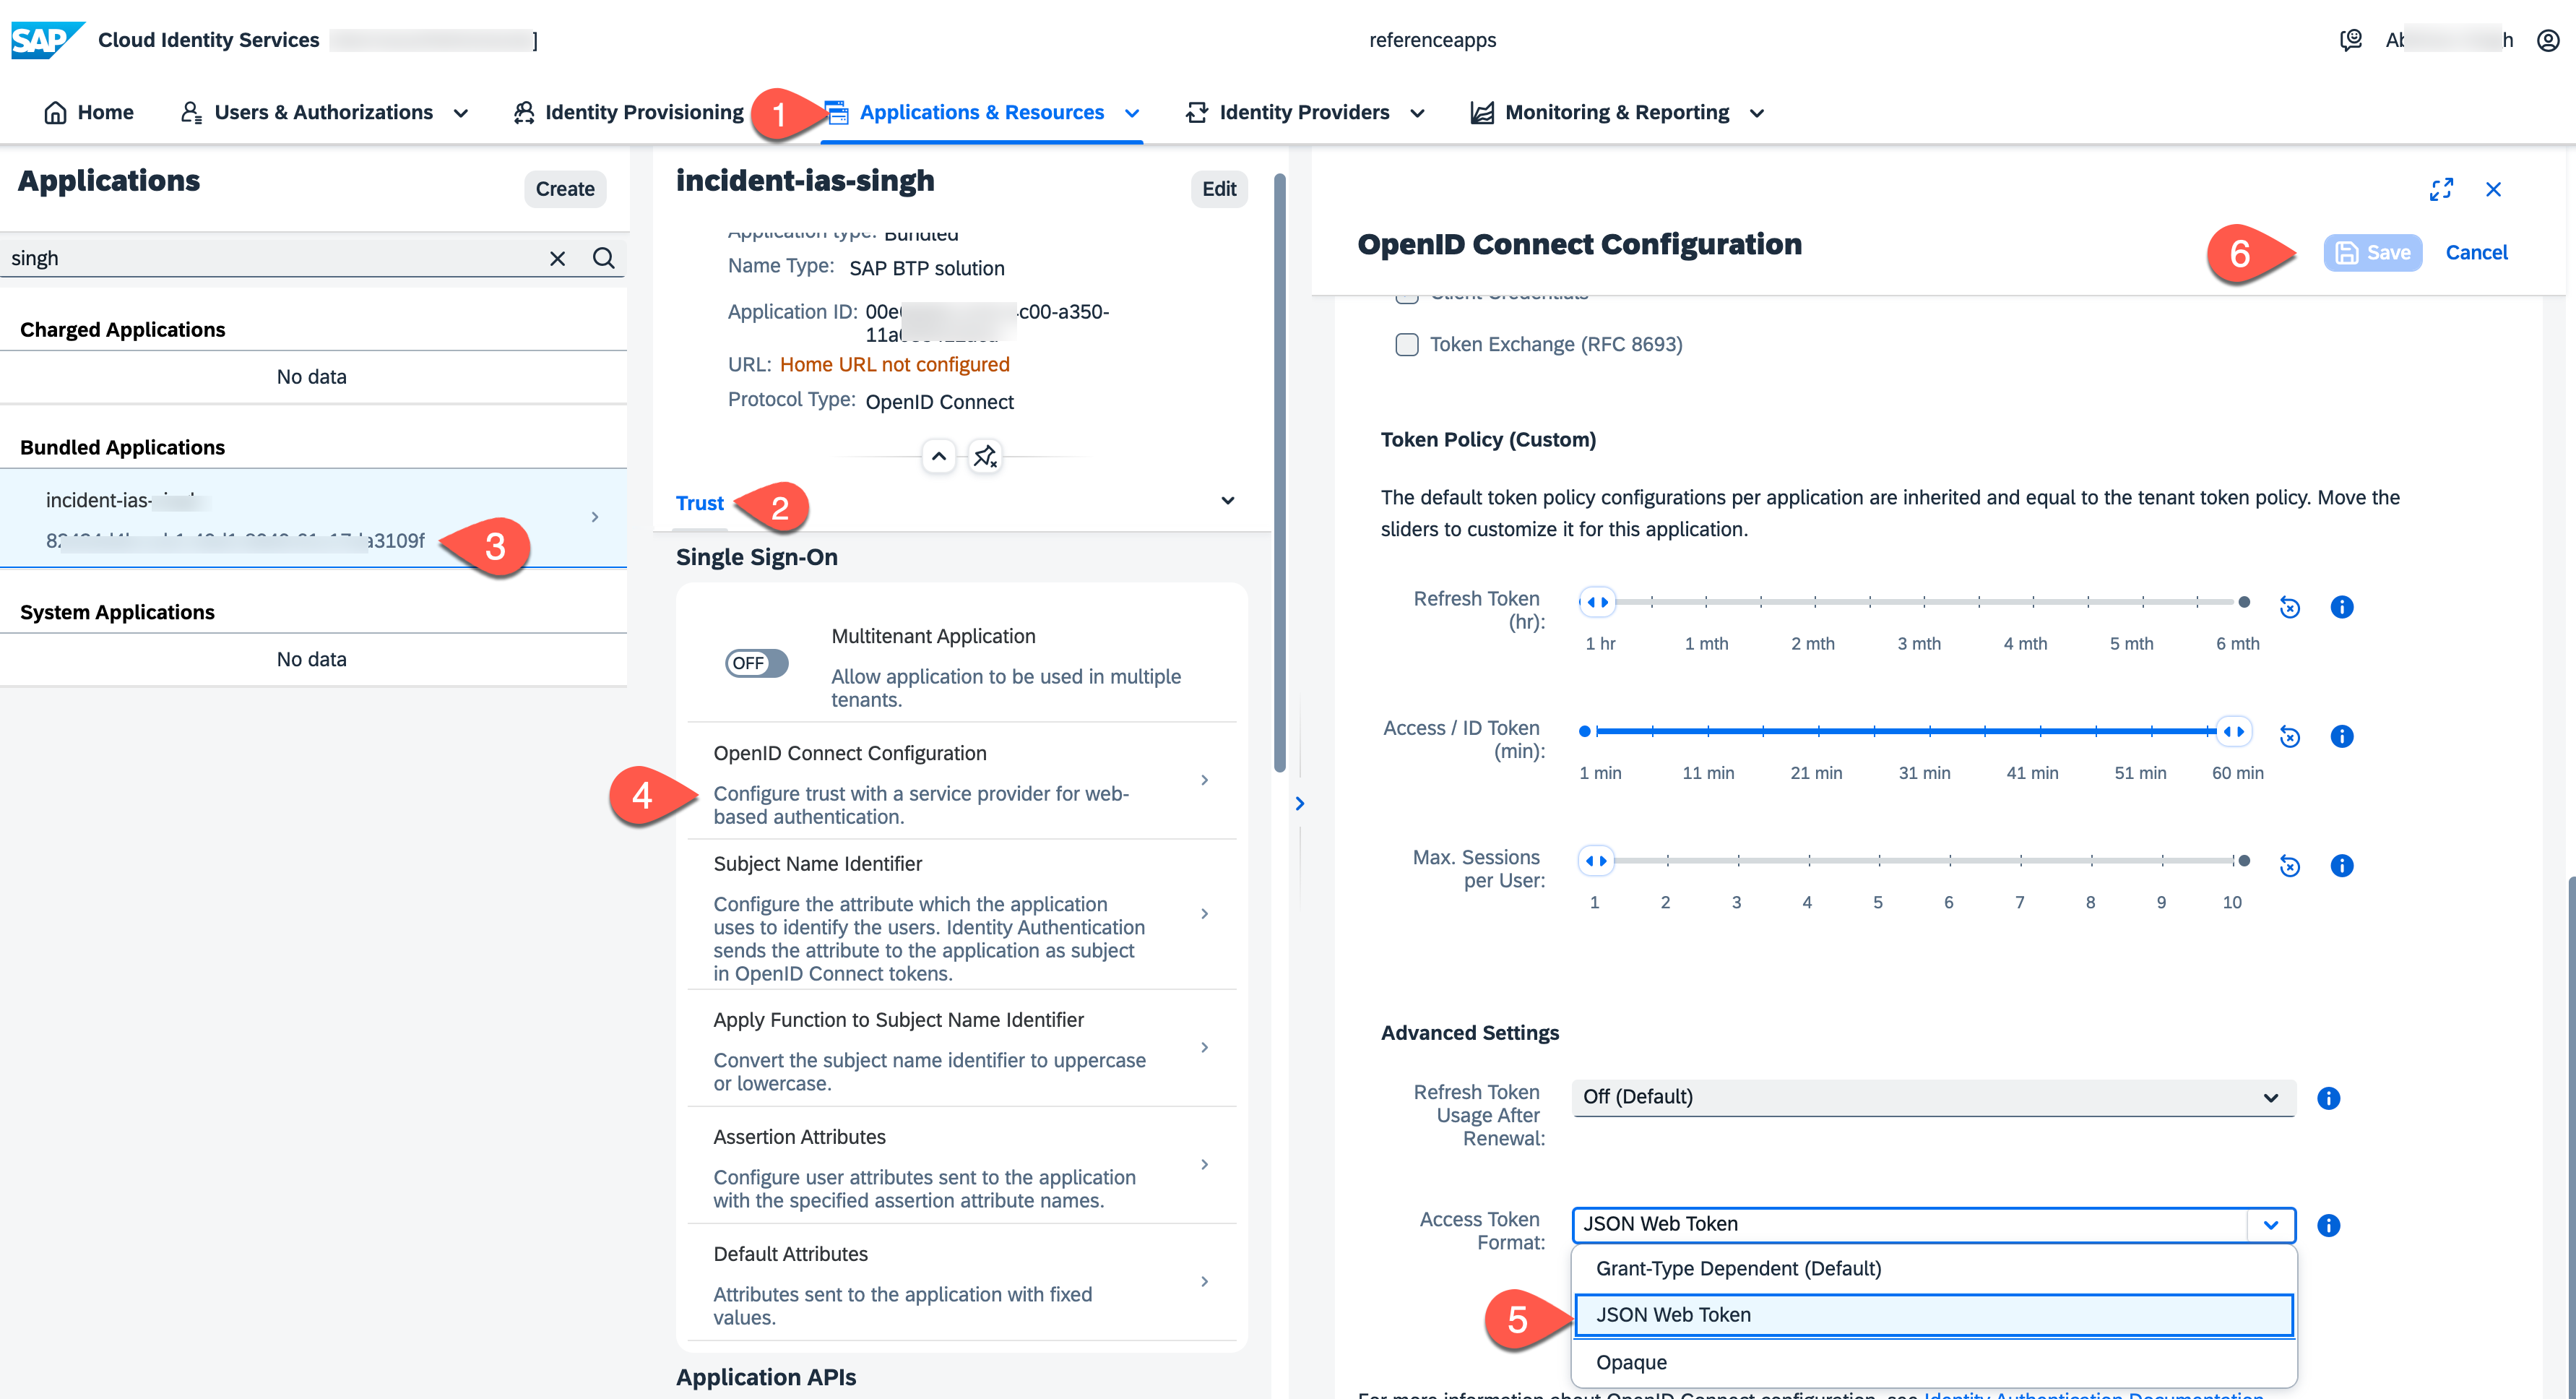 SAP Cloud Identity Services ]
referenceapps
h
Home
Users & Authorizations
Identity Provisioning
1
Applications & Resources
Identity Providers
Monitoring & Reporting
Applications
Create
singh
Charged Applications
No data
Bundled Applications
incident-ias-
a3109f
3
System Applications
No data
incident-ias-singh
Edit
Application type: Bundled
Name Type: SAP BTP solution
Application ID: 00e c00-a350-
URL: Home URL not configured
Protocol Type: OpenID Connect
Trust
2
Single Sign-On
OFF
Multitenant Application
Allow application to be used in multiple
tenants.
OpenID Connect Configuration
4
Configure trust with a service provider for web-
based authentication.
Subject Name Identifier
Configure the attribute which the application
uses to identify the users. Identity Authentication
sends the attribute to the application as subject
in OpenID Connect tokens.
Apply Function to Subject Name Identifier
Convert the subject name identifier to uppercase
or lowercase.
Assertion Attributes
Configure user attributes sent to the application
with the specified assertion attribute names.
Default Attributes
Attributes sent to the application with fixed
values.
Application APIs
OpenID Connect Configuration
6
Save
Cancel
Client Credentials
Token Exchange (RFC 8693)
Token Policy (Custom)
The default token policy configurations per application are inherited and equal to the tenant token policy. Move the
sliders to customize it for this application.
Refresh Token
(hr):
1 hr 1 mth 2 mth 3 mth 4 mth 5 mth 6 mth
Access / ID Token
(min):
1 min 11 min 21 min 31 min 41 min 51 min 60 min
Max. Sessions
per User:
1 2 3 4 5 6 7 8 9 10
Advanced Settings
Refresh Token
Usage After
Renewal:
Off (Default)
Access Token
Format:
JSON Web Token
Grant-Type Dependent (Default)
5
JSON Web Token
Opaque
For more information about OpenID Connect configuration, see Identity Authentication Documentation